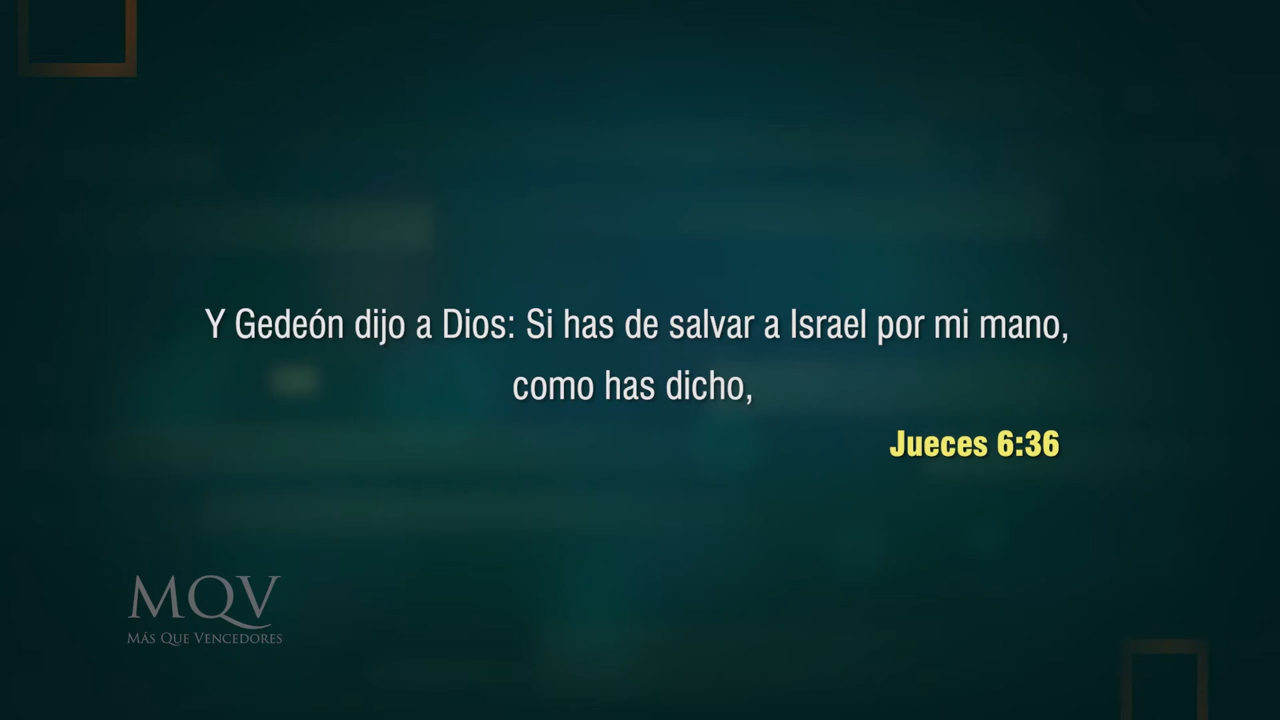 Y Gedeón dijo a Dios: Si has de salvar a Israel por mi mano,
como has dicho,
Jueces 6:36
MQV
MÁS QUE VENCEDORES